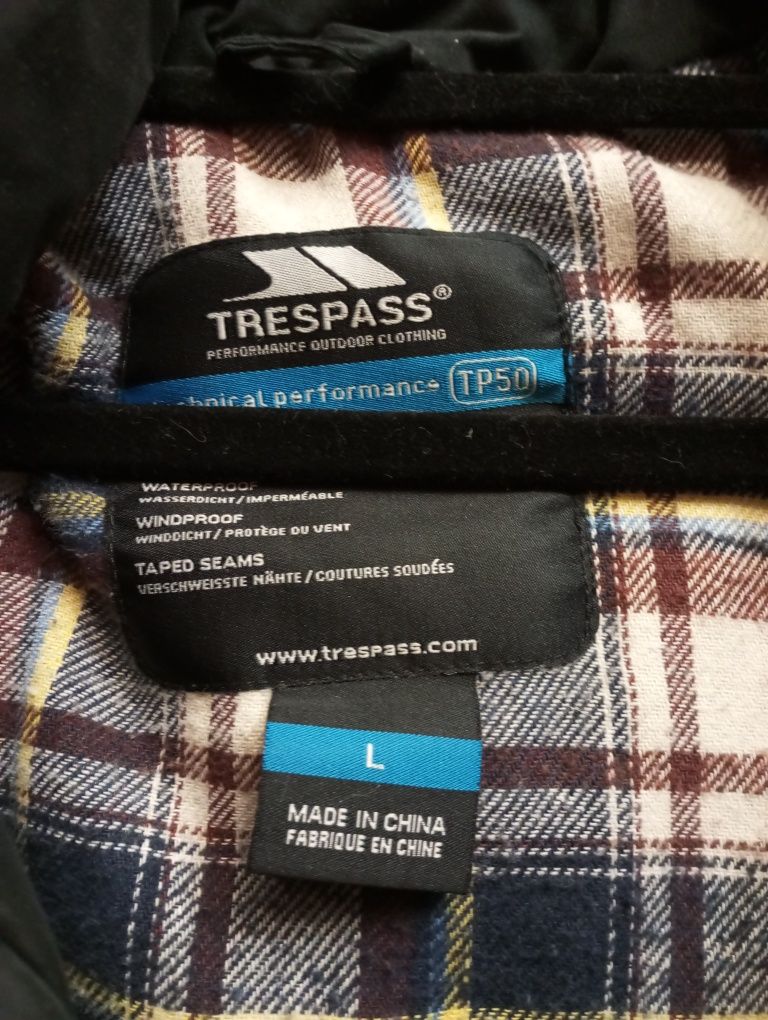 TRESPASS®
PERFORMANCE OUTDOOR CLOTHING
performance TP50
WATERPROOF
WASSERDICHT/IMPERMÉABLE
WINDPROOF
WINDDICHT/PROTÈGE DU VENT
TAPED SEAMS
VERSCHWEISSTE NÄHTE/COUTURES SOUDÉES
www.trespass.com
L
MADE IN CHINA
FABRIQUE EN CHINE